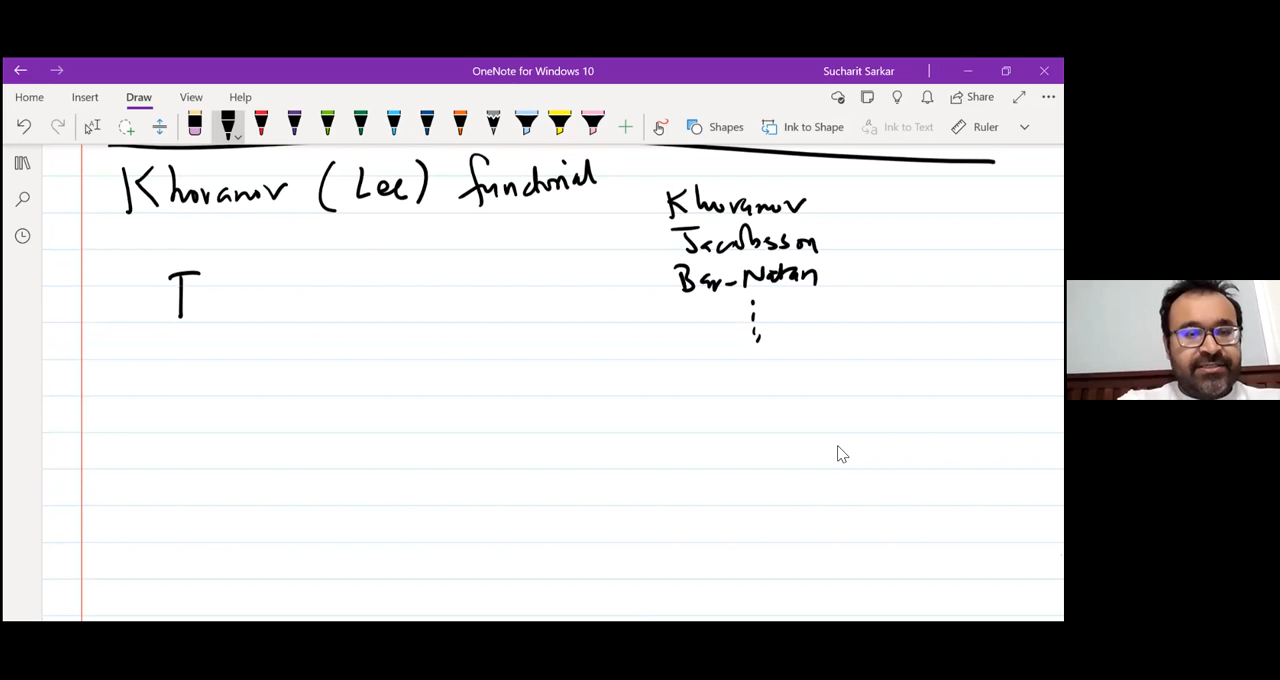 OneNote for Windows 10
Sucharit Sarkar
Home Insert Draw View Help
Share
Shapes Ink to Shape Ink to Text Ruler
Khovanov (Lee) functorial
Khovanov
Jacobsson
Bar-Natan
T